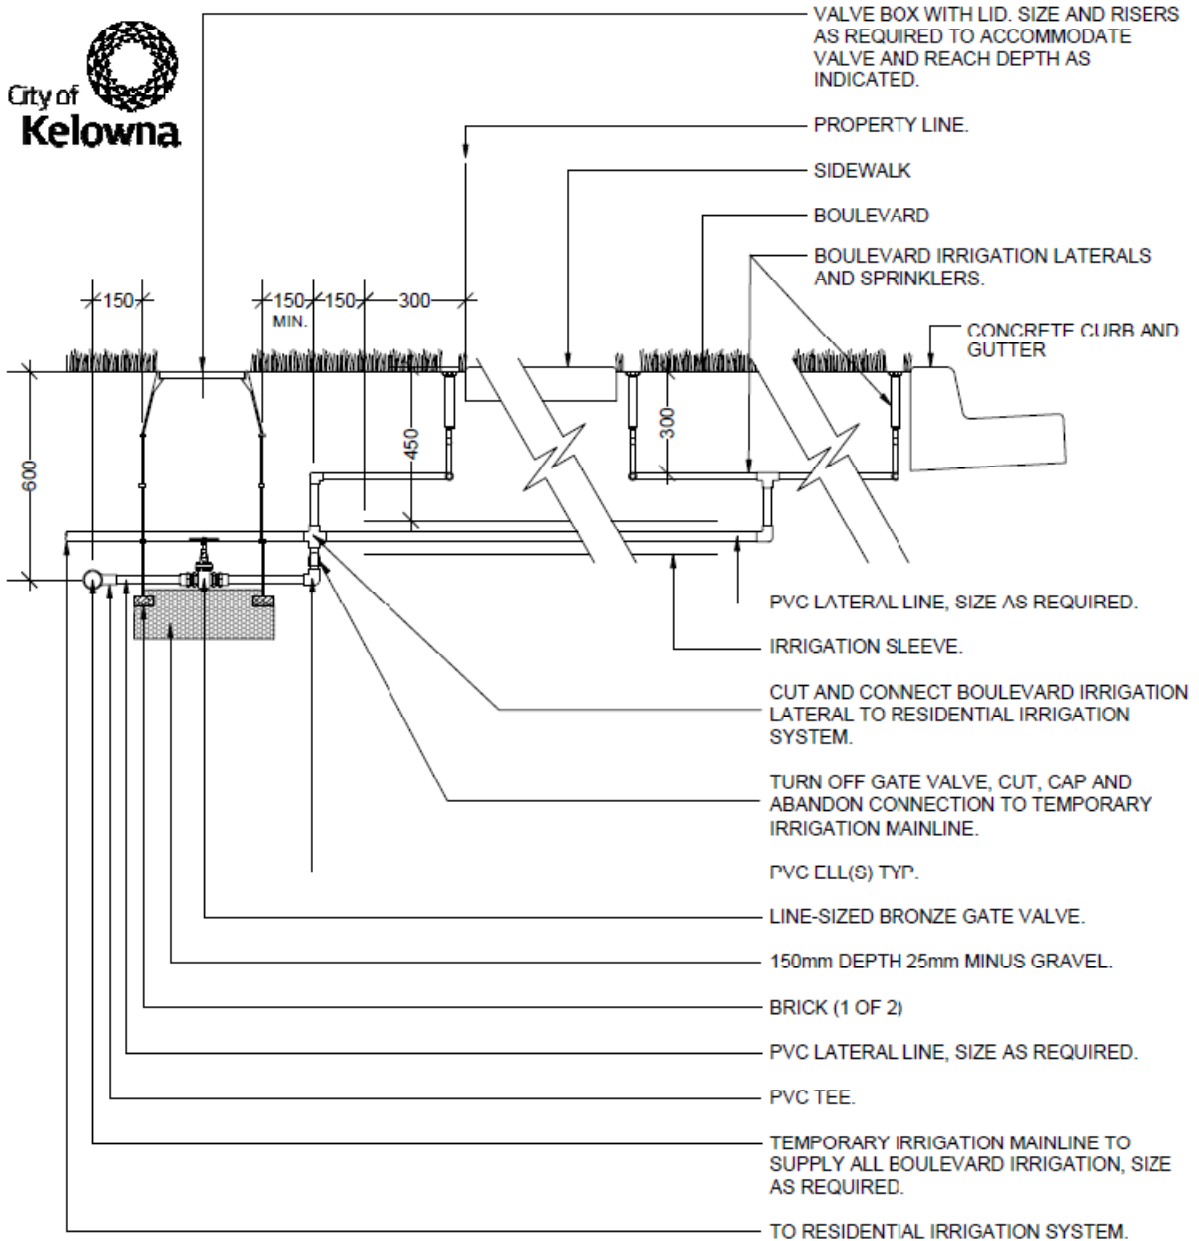 City of
Kelowna
VALVE BOX WITH LID. SIZE AND RISERS
AS REQUIRED TO ACCOMMODATE
VALVE AND REACH DEPTH AS
INDICATED.
PROPERTY LINE.
SIDEWALK
BOULEVARD
BOULEVARD IRRIGATION LATERALS
AND SPRINKLERS.
150
150
MIN.
150
300
CONCRETE CURB AND
GUTTER
600
450
300
PVC LATERAL LINE, SIZE AS REQUIRED.
IRRIGATION SLEEVE.
CUT AND CONNECT BOULEVARD IRRIGATION
LATERAL TO RESIDENTIAL IRRIGATION
SYSTEM.
TURN OFF GATE VALVE, CUT, CAP AND
ABANDON CONNECTION TO TEMPORARY
IRRIGATION MAINLINE.
PVC ELL(S) TYP.
LINE-SIZED BRONZE GATE VALVE.
150mm DEPTH 25mm MINUS GRAVEL.
BRICK (1 OF 2)
PVC LATERAL LINE, SIZE AS REQUIRED.
PVC TEE.
TEMPORARY IRRIGATION MAINLINE TO
SUPPLY ALL BOULEVARD IRRIGATION, SIZE
AS REQUIRED.
TO RESIDENTIAL IRRIGATION SYSTEM.